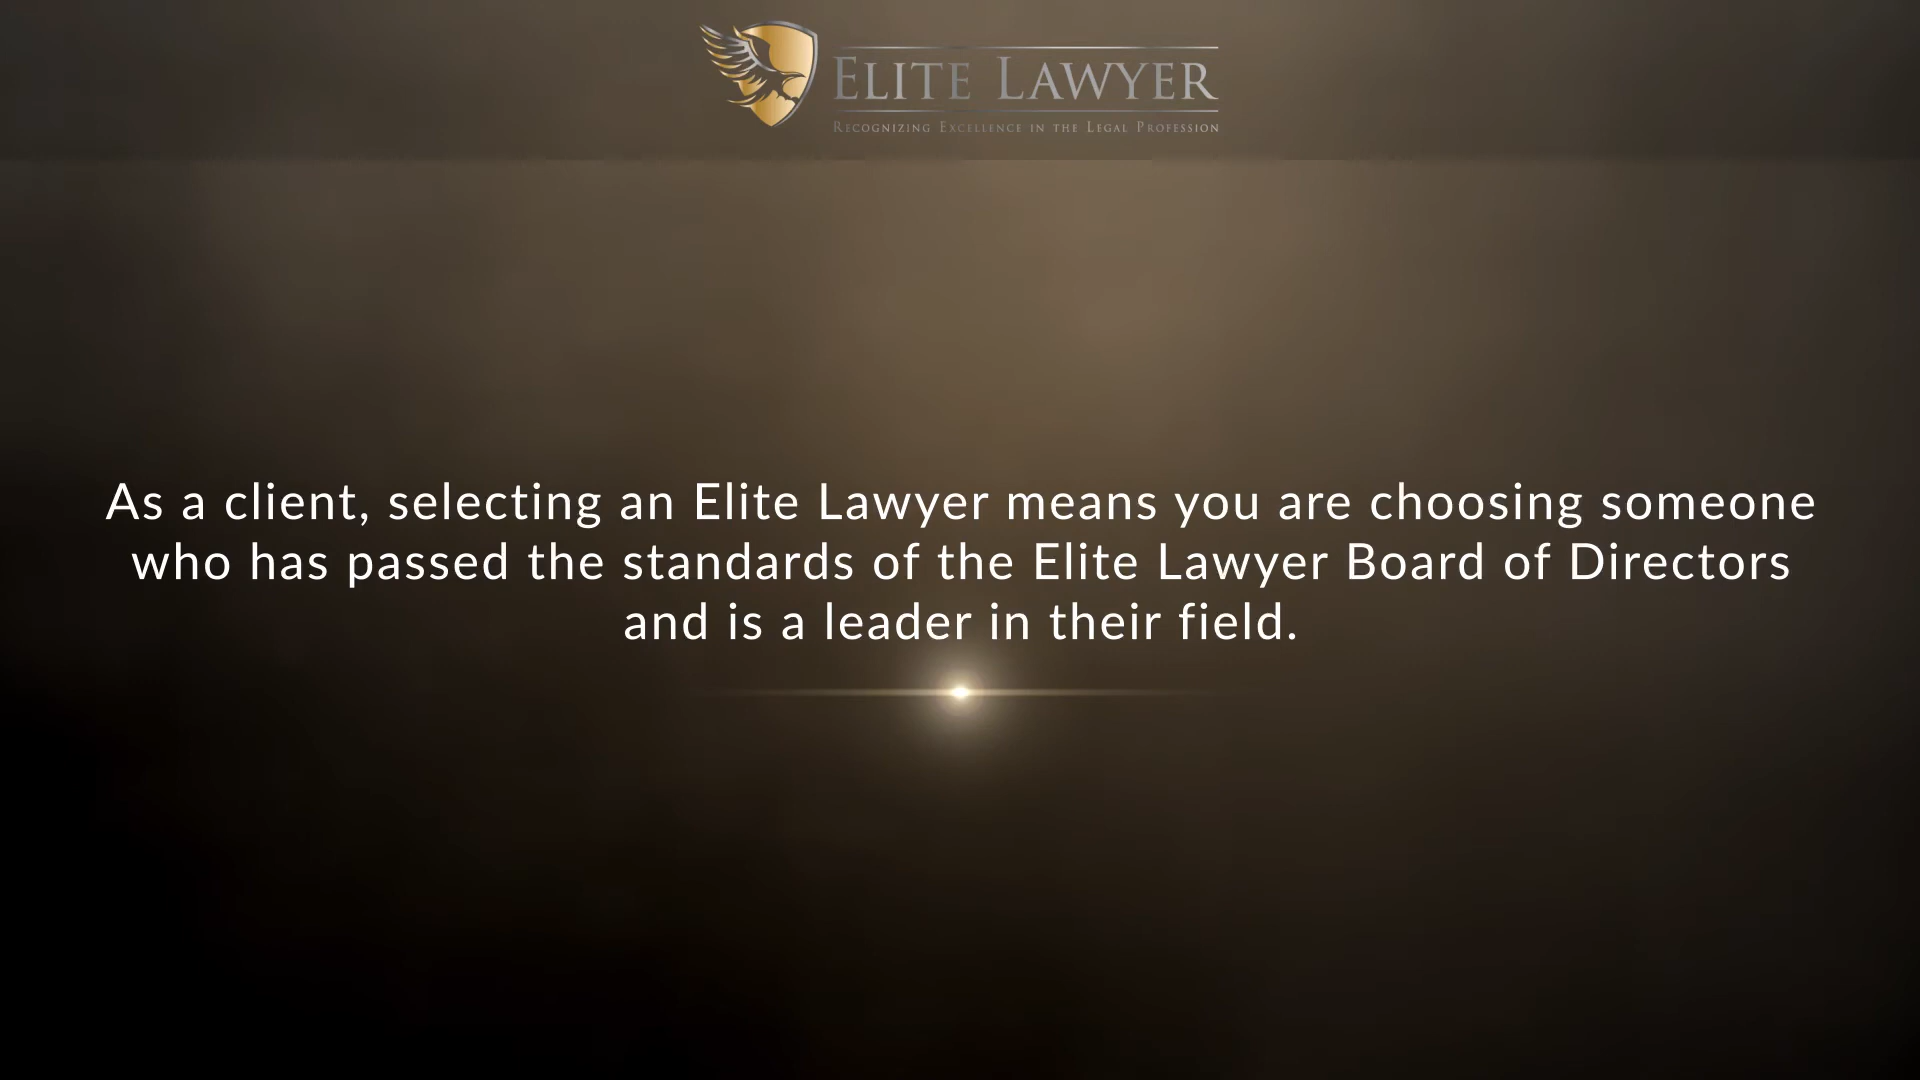 ELITE LAWYER
RECOGNIZING EXCELLENCE IN THE LEGAL PROFESSION
As a client, selecting an Elite Lawyer means you are choosing someone
who has passed the standards of the Elite Lawyer Board of Directors
and is a leader in their field.